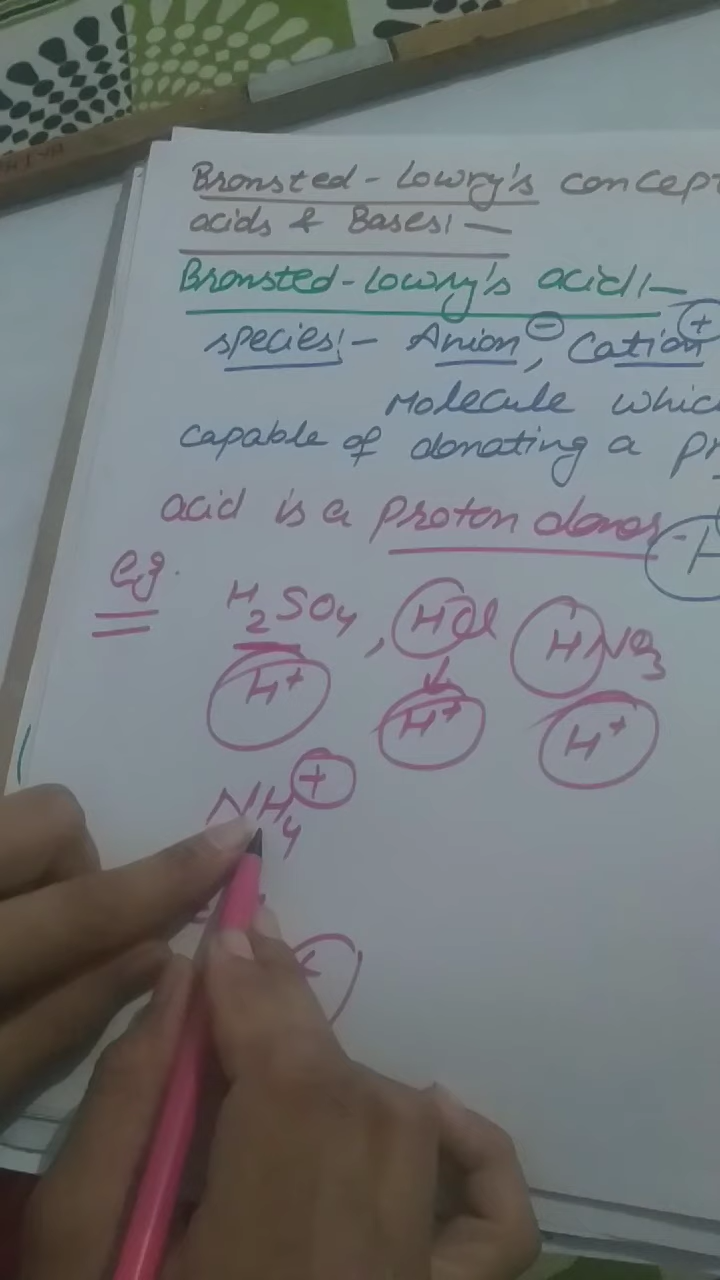 Bronsted-Lowry's concept
acids & Bases:-
Bronsted-Lowry's acid:-
species:- Anion ⊖, Cation ⊕
Molecule whic
capable of donating a pr
acid is a proton donor
eg. H₂SO₄, HCl HNO₃
H⁺ H⁺ H⁺
NH₄⁺